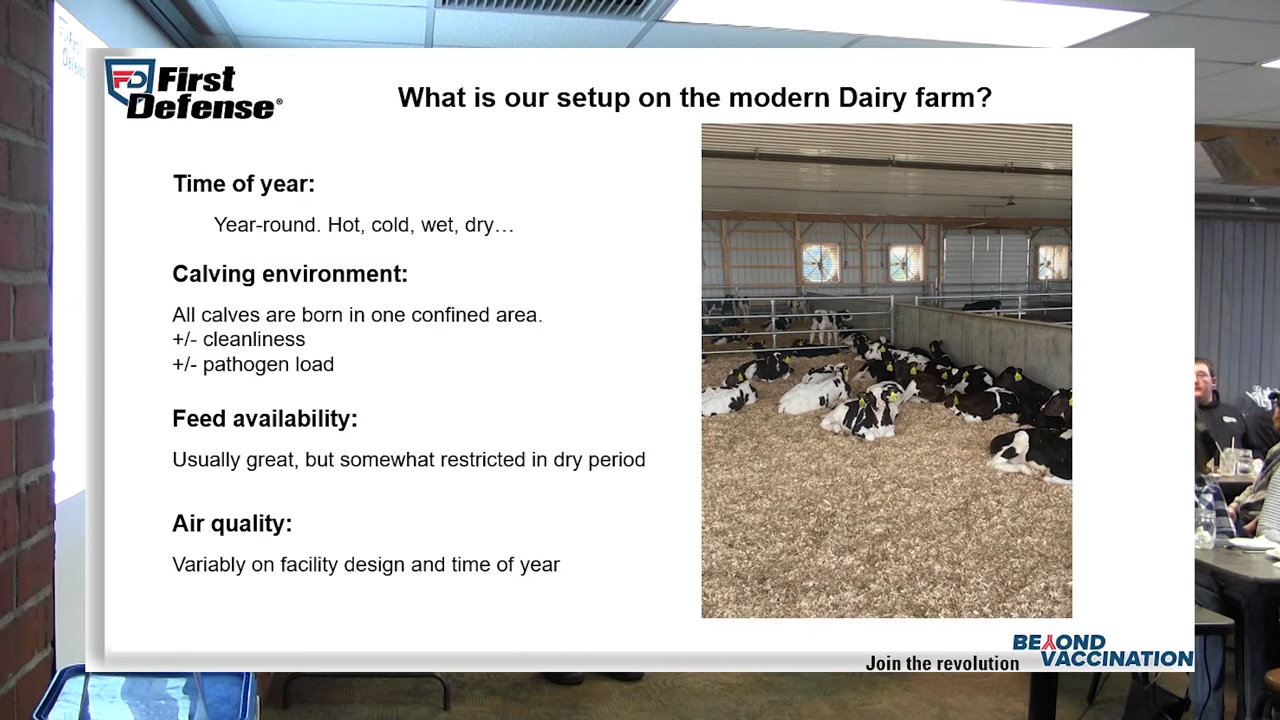 FD First Defense®
What is our setup on the modern Dairy farm?
Time of year:
Year-round. Hot, cold, wet, dry…
Calving environment:
All calves are born in one confined area.
+/- cleanliness
+/- pathogen load
Feed availability:
Usually great, but somewhat restricted in dry period
Air quality:
Variably on facility design and time of year
BEYOND
VACCINATION
Join the revolution
First
Defense